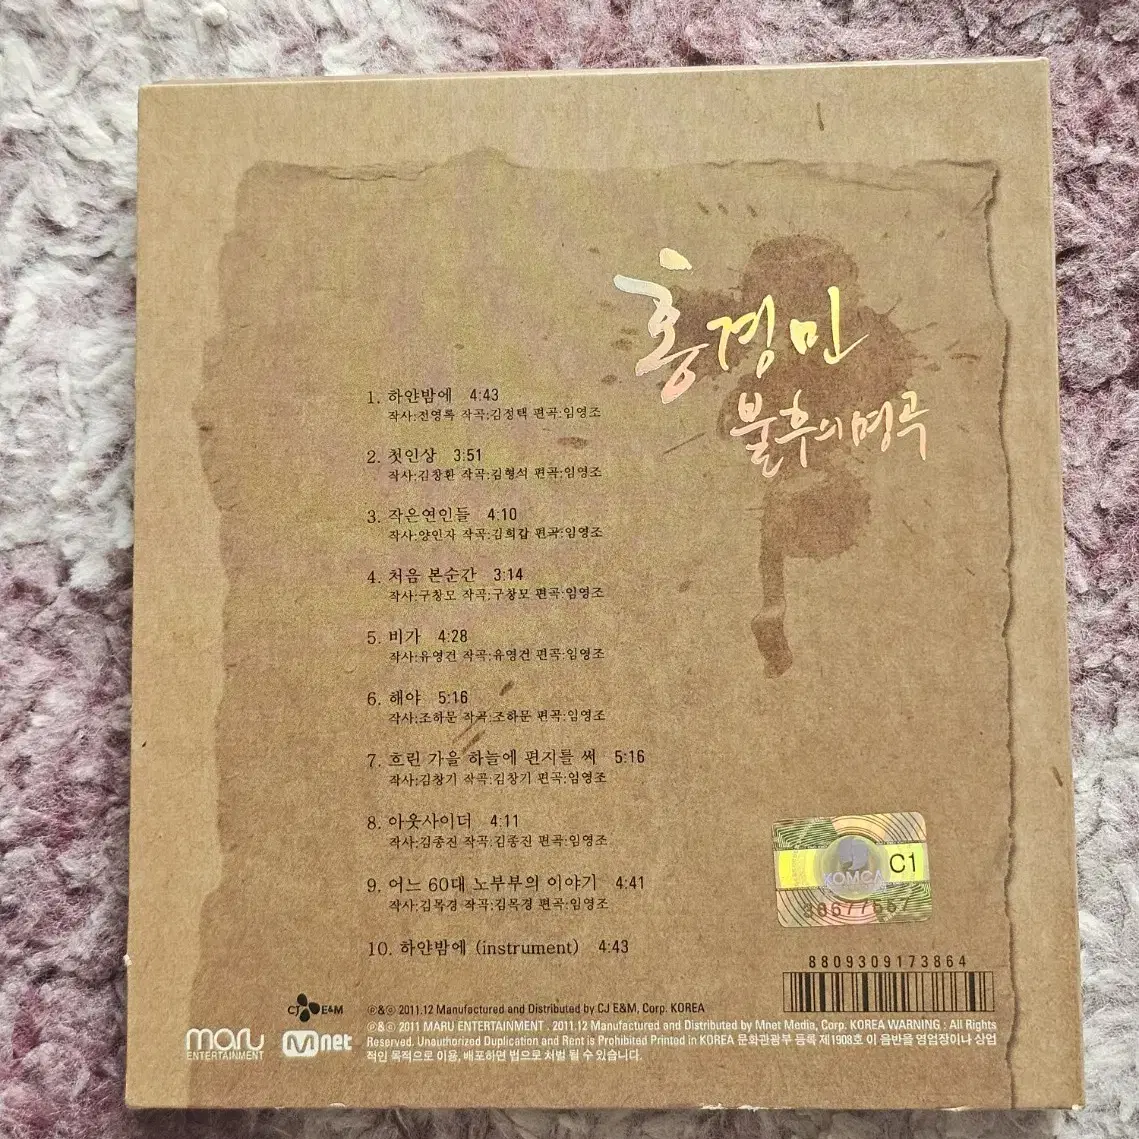 홍경민
불후의 명곡
1. 하얀밤에 4:43
작사:전영록 작곡:김정택 편곡:임영조
2. 첫인상 3:51
작사:김창환 작곡:김형석 편곡:임영조
3. 작은연인들 4:10
작사:양인자 작곡:김희갑 편곡:임영조
4. 처음 본순간 3:14
작사:구창모 작곡:구창모 편곡:임영조
5. 비가 4:28
작사:유영건 작곡:유영건 편곡:임영조
6. 해야 5:16
작사:조하문 작곡:조하문 편곡:임영조
7. 흐린 가을 하늘에 편지를 써 5:16
작사:김창기 작곡:김창기 편곡:임영조
8. 아웃사이더 4:11
작사:김종진 작곡:김종진 편곡:임영조
9. 어느 60대 노부부의 이야기 4:41
작사:김목경 작곡:김목경 편곡:임영조
10. 하얀밤에 (instrument) 4:43
KOMCA C1
8809309173864
CJ E&M
℗&© 2011.12 Manufactured and Distributed by CJ E&M, Corp. KOREA
maru
ENTERTAINMENT
Mnet
℗&© 2011 MARU ENTERTAINMENT . 2011.12 Manufactured and Distributed by Mnet Media, Corp. KOREA WARNING : All Rights
Reserved. Unauthorized Duplication and Rent is Prohibited Printed in KOREA 문화관광부 등록 제1908호 이 음반을 영업장이나 상업
적인 목적으로 이용, 배포하면 법으로 처벌 될 수 있습니다.